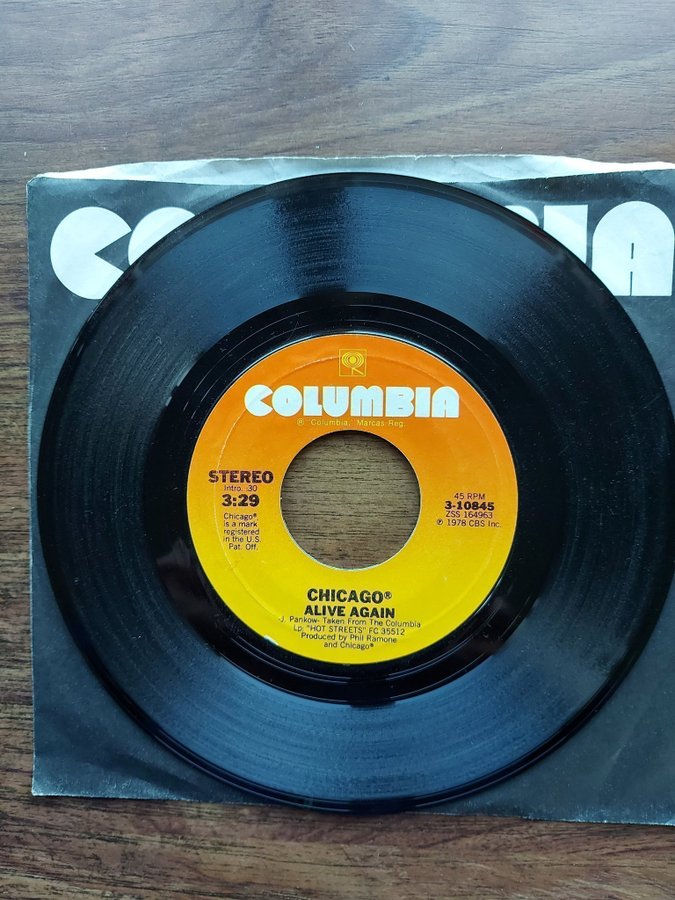 CO BIA
COLUMBIA
® "Columbia," Marcas Reg.
STEREO
Intro. :30
3:29
Chicago®
is a mark
registered
in the U.S.
Pat. Off.
45 RPM
3-10845
ZSS 164963
℗ 1978 CBS Inc.
CHICAGO®
ALIVE AGAIN
-J. Pankow- Taken From The Columbia
Lp: "HOT STREETS" FC 35512
Produced by Phil Ramone
and Chicago®